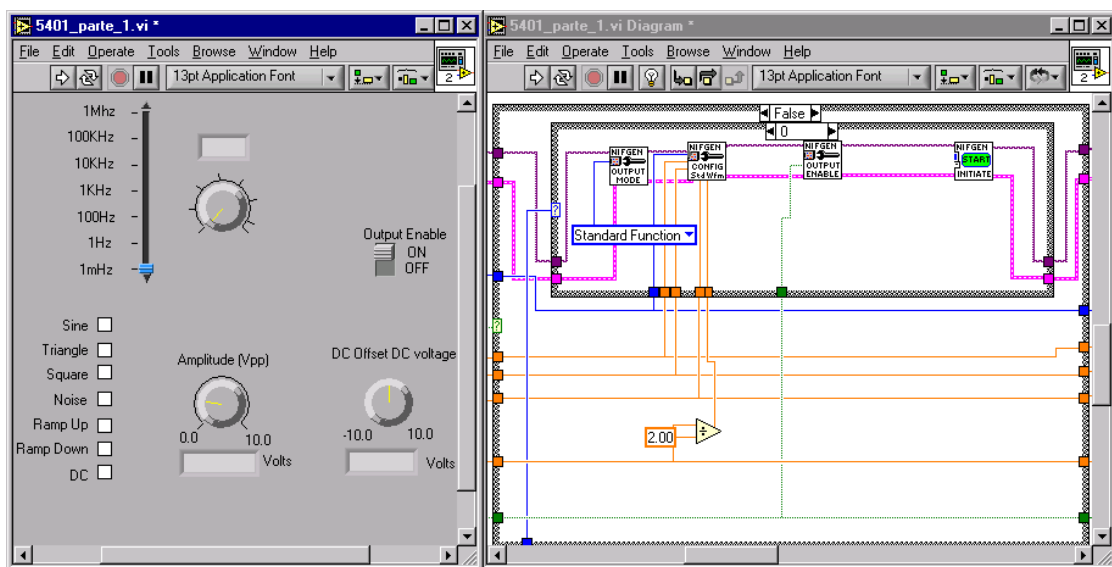 5401_parte_1.vi *
File Edit Operate Tools Browse Window Help
13pt Application Font
2
1Mhz
100KHz
10KHz
1KHz
100Hz
1Hz
1mHz
Output Enable
ON
OFF
Sine
Triangle
Square
Noise
Ramp Up
Ramp Down
DC
Amplitude (Vpp)
0.0 10.0
Volts
DC Offset DC voltage
-10.0 10.0
Volts
5401_parte_1.vi Diagram *
File Edit Operate Tools Browse Window Help
13pt Application Font
2
False
0
NIFGEN
OUTPUT
MODE
NIFGEN
CONFIG
Std Wfm
NIFGEN
OUTPUT
ENABLE
NIFGEN
START
INITIATE
?
Standard Function
?
2.00
÷